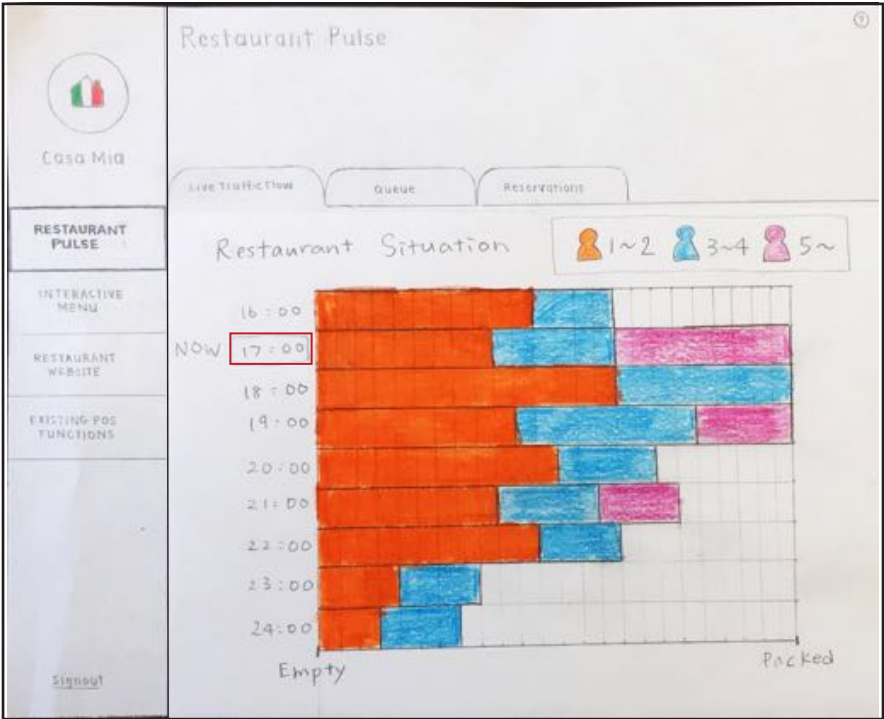 Restaurant Pulse
?
Casa Mia
Live Traffic Flow
Queue
Reservations
RESTAURANT
PULSE
INTERACTIVE
MENU
RESTAURANT
WEBSITE
EXISTING POS
FUNCTIONS
Signout
Restaurant Situation
1~2 3~4 5~
16:00
NOW 17:00
18:00
19:00
20:00
21:00
22:00
23:00
24:00
Empty
Packed